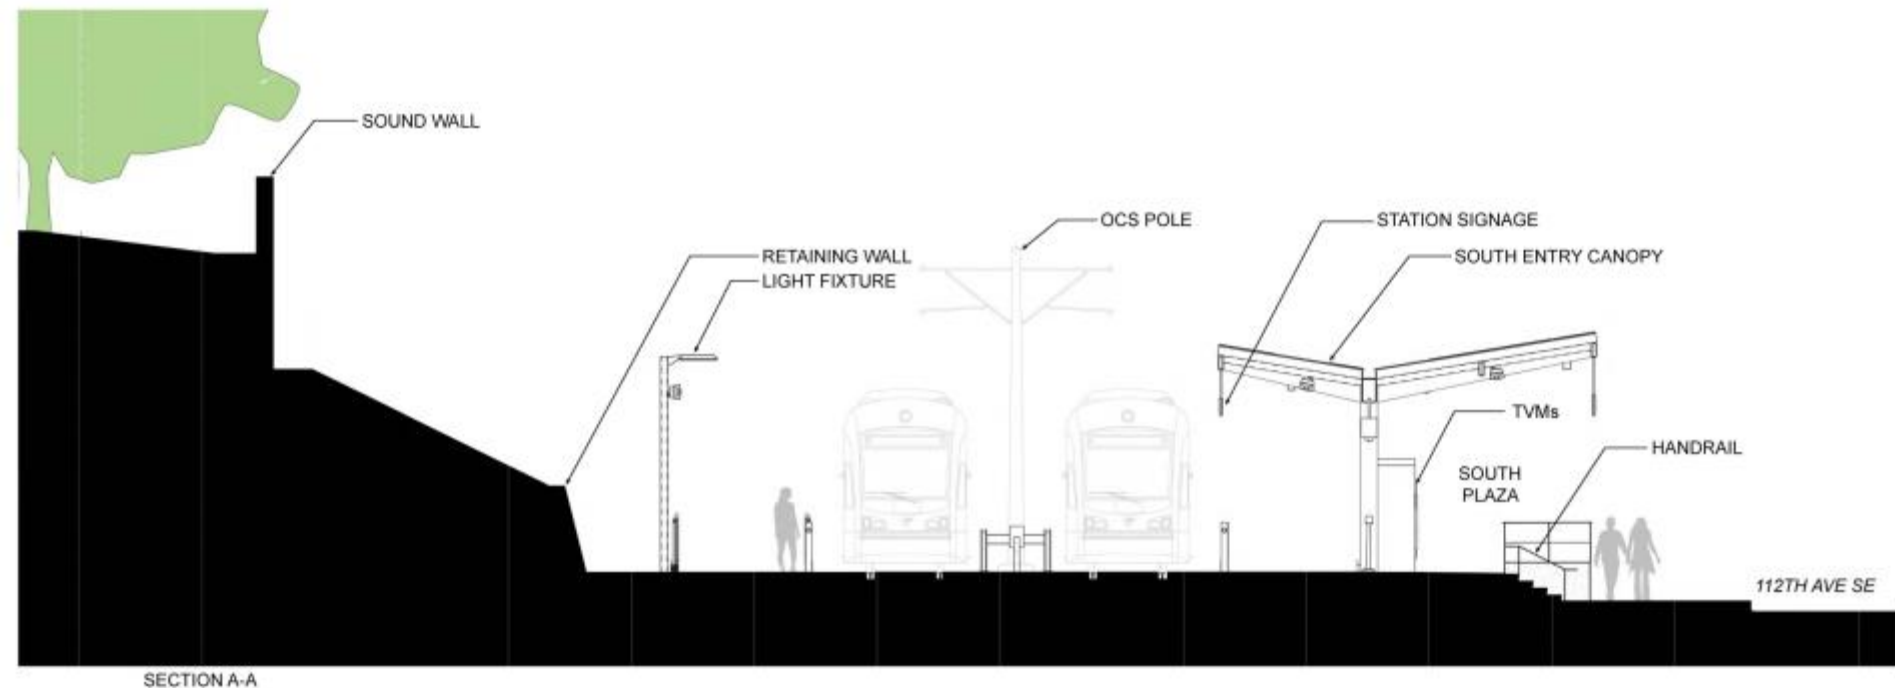 SOUND WALL
OCS POLE
STATION SIGNAGE
RETAINING WALL
SOUTH ENTRY CANOPY
LIGHT FIXTURE
TVMs
HANDRAIL
SOUTH
PLAZA
112TH AVE SE
SECTION A-A